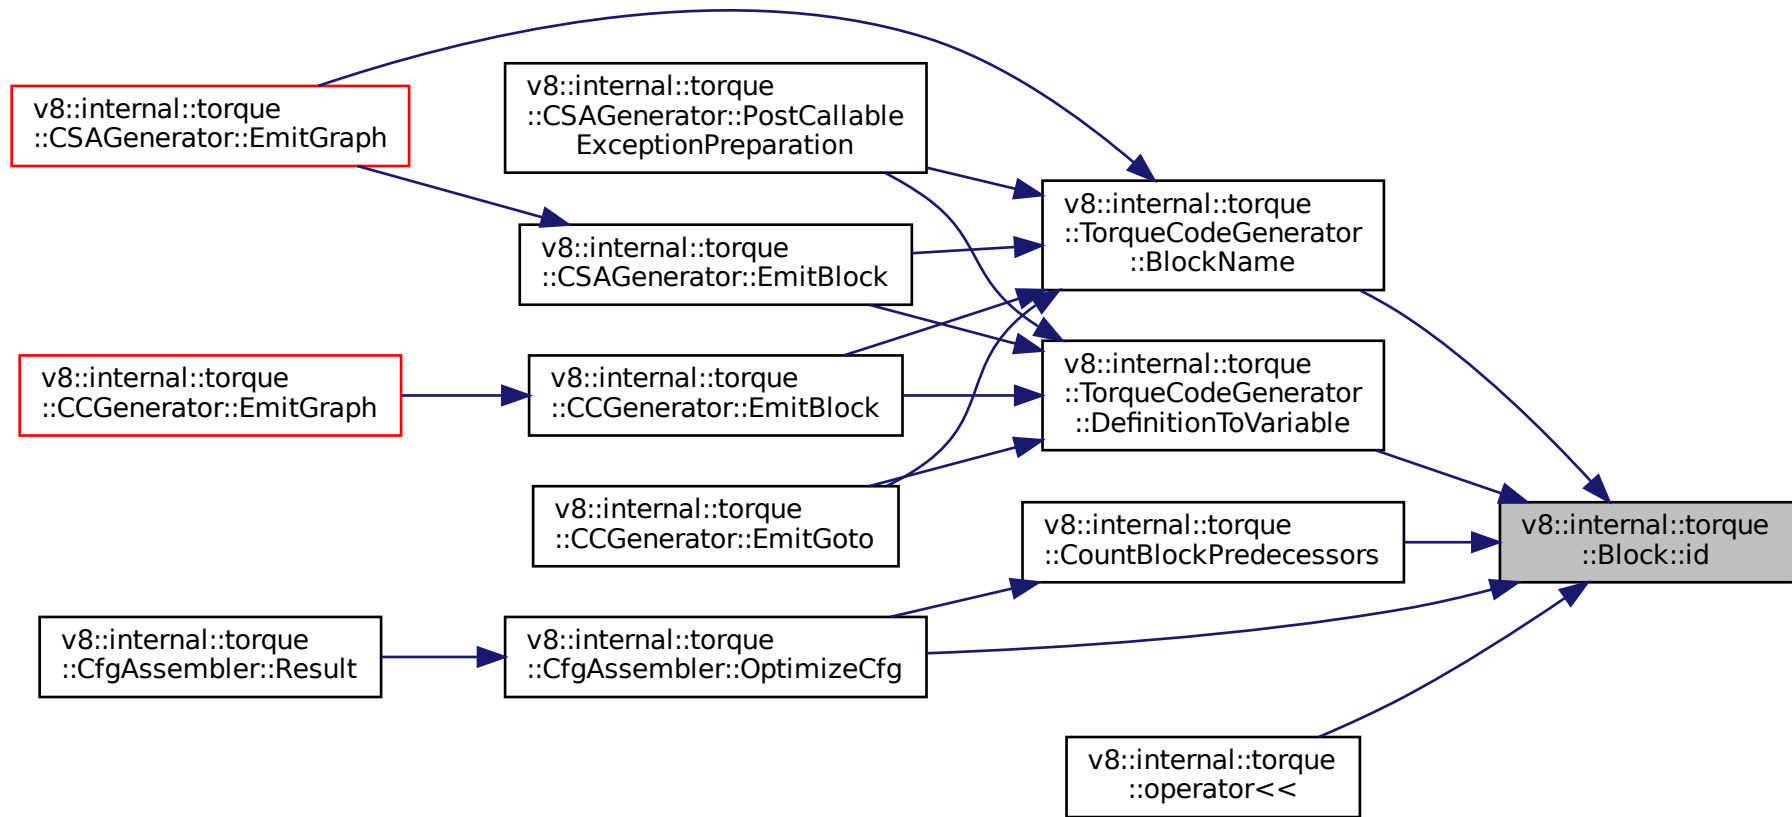 v8::internal::torque
::CSAGenerator::EmitGraph
v8::internal::torque
::CSAGenerator::PostCallable
ExceptionPreparation
v8::internal::torque
::TorqueCodeGenerator
::BlockName
v8::internal::torque
::CSAGenerator::EmitBlock
v8::internal::torque
::CCGenerator::EmitGraph
v8::internal::torque
::CCGenerator::EmitBlock
v8::internal::torque
::TorqueCodeGenerator
::DefinitionToVariable
v8::internal::torque
::CCGenerator::EmitGoto
v8::internal::torque
::CountBlockPredecessors
v8::internal::torque
::Block::id
v8::internal::torque
::CfgAssembler::Result
v8::internal::torque
::CfgAssembler::OptimizeCfg
v8::internal::torque
::operator<<